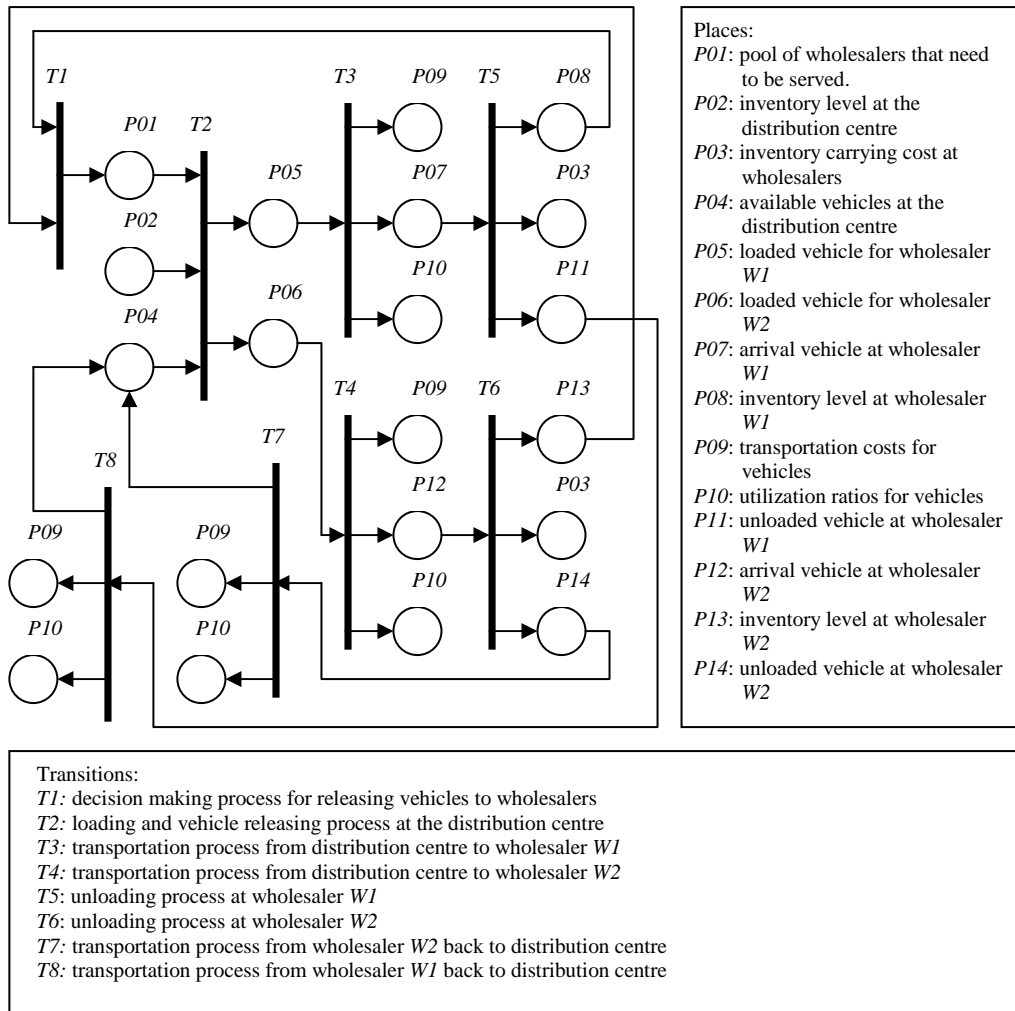 T1
T3
P09
T5
P08
P01
T2
P05
P07
P03
P02
P10
P11
P06
P04
T4
P09
T6
P13
T7
T8
P12
P03
P09
P09
P10
P14
P10
P10
Places:
P01: pool of wholesalers that need
to be served.
P02: inventory level at the
distribution centre
P03: inventory carrying cost at
wholesalers
P04: available vehicles at the
distribution centre
P05: loaded vehicle for wholesaler
W1
P06: loaded vehicle for wholesaler
W2
P07: arrival vehicle at wholesaler
W1
P08: inventory level at wholesaler
W1
P09: transportation costs for
vehicles
P10: utilization ratios for vehicles
P11: unloaded vehicle at wholesaler
W1
P12: arrival vehicle at wholesaler
W2
P13: inventory level at wholesaler
W2
P14: unloaded vehicle at wholesaler
W2
Transitions:
T1: decision making process for releasing vehicles to wholesalers
T2: loading and vehicle releasing process at the distribution centre
T3: transportation process from distribution centre to wholesaler W1
T4: transportation process from distribution centre to wholesaler W2
T5: unloading process at wholesaler W1
T6: unloading process at wholesaler W2
T7: transportation process from wholesaler W2 back to distribution centre
T8: transportation process from wholesaler W1 back to distribution centre